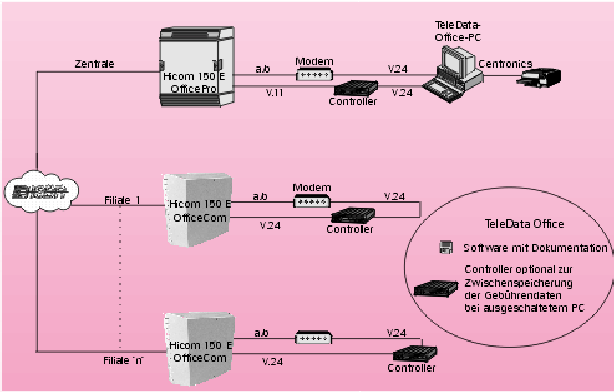 TeleData-
Office-PC
Zentrale
Hicom 150 E
OfficePro
a/b
Modem
V.24
Centronics
V.11
Controller
V.24
Filiale 1
Hicom 150 E
OfficeCom
a/b
Modem
V.24
V.24
Controller
TeleData Office
Software mit Dokumentation
Controller optional zur
Zwischenspeicherung
der Gebührendaten
bei ausgeschaltetem PC
Filiale 'n'
Hicom 150 E
OfficeCom
a/b
V.24
V.24
Controller